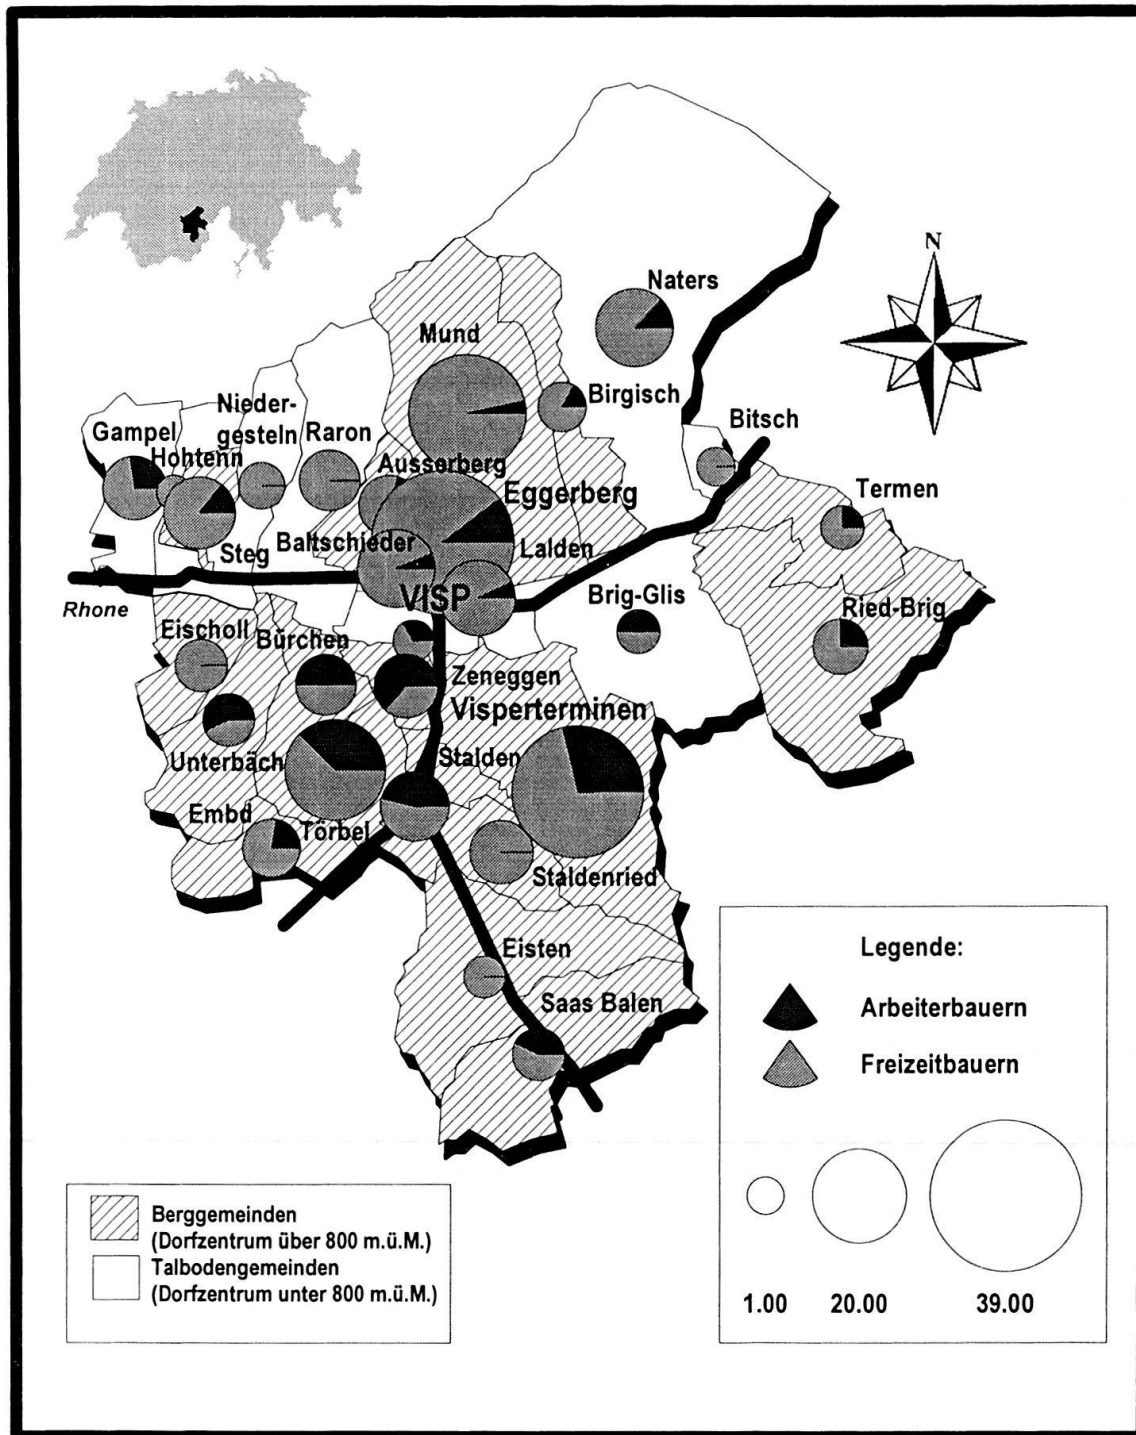 N
Naters
Mund
Birgisch
Bitsch
Nieder-
gesteln
Raron
Gampel
Hohtenn
Ausserberg
Eggerberg
Termen
Steg
Baltschieder
Lalden
VISP
Rhone
Brig-Glis
Ried-Brig
Eischoll
Bürchen
Zeneggen
Visperterminen
Unterbäch
Stalden
Embd
Törbel
Staldenried
Eisten
Saas Balen
Legende:
Arbeiterbauern
Freizeitbauern
1.00 20.00 39.00
Berggemeinden
(Dorfzentrum über 800 m.ü.M.)
Talbodengemeinden
(Dorfzentrum unter 800 m.ü.M.)